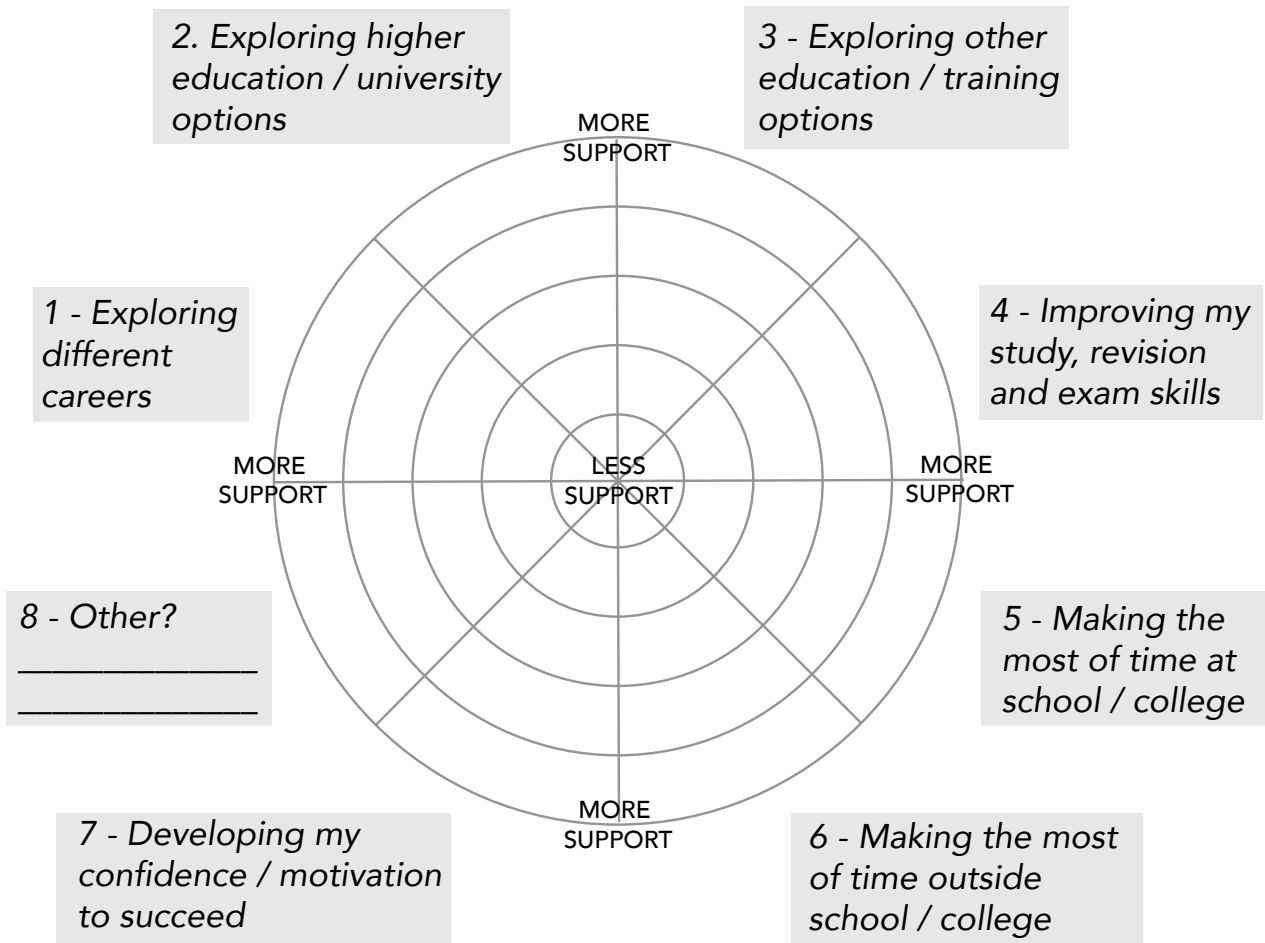 2. Exploring higher
education / university
options
3 - Exploring other
education / training
options
MORE
SUPPORT
1 - Exploring
different
careers
4 - Improving my
study, revision
and exam skills
MORE
SUPPORT
LESS
SUPPORT
MORE
SUPPORT
8 - Other?
_______________
_______________
5 - Making the
most of time at
school / college
MORE
SUPPORT
7 - Developing my
confidence / motivation
to succeed
6 - Making the most
of time outside
school / college